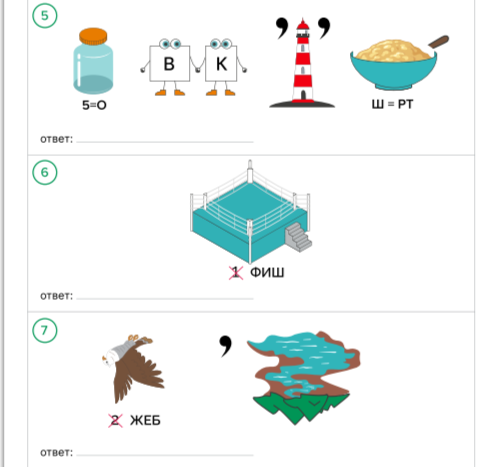 5
В К
5=О
Ш = РТ
ответ:
6
1 ФИШ
ответ:
7
2 ЖЕБ
ответ: